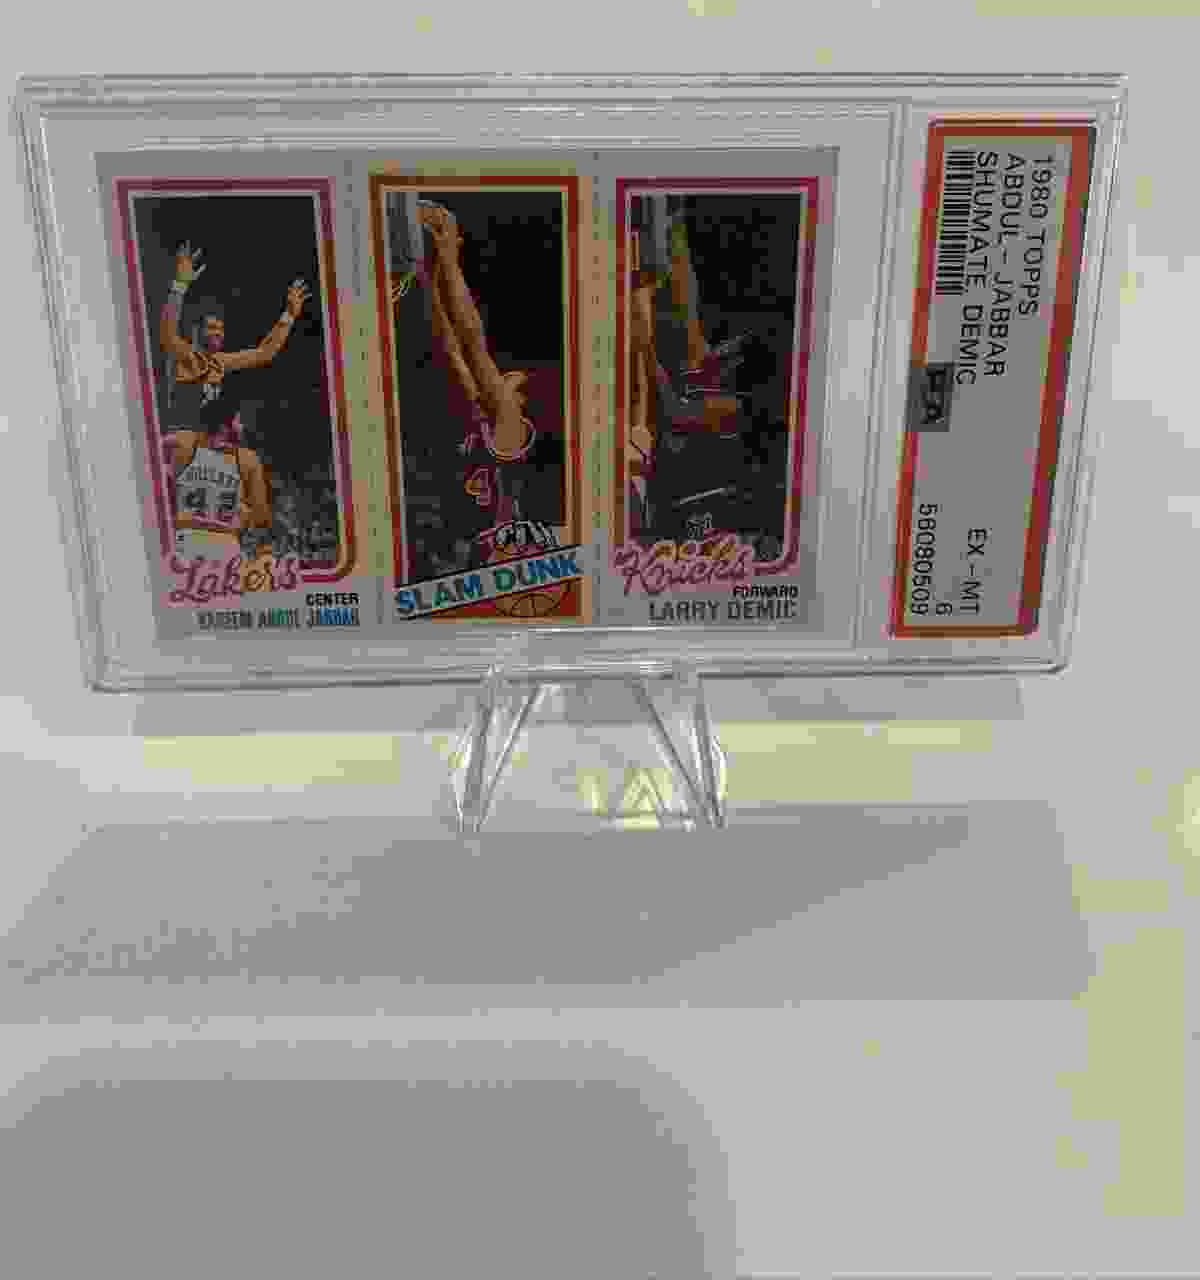 Lakers
CENTER
KAREEM ABDUL JABBAR
4
SLAM DUNK
Knicks
FORWARD
LARRY DEMIC
1980 TOPPS
ABDUL-JABBAR
SHUMATE, DEMIC
EX-MT
6
56080509